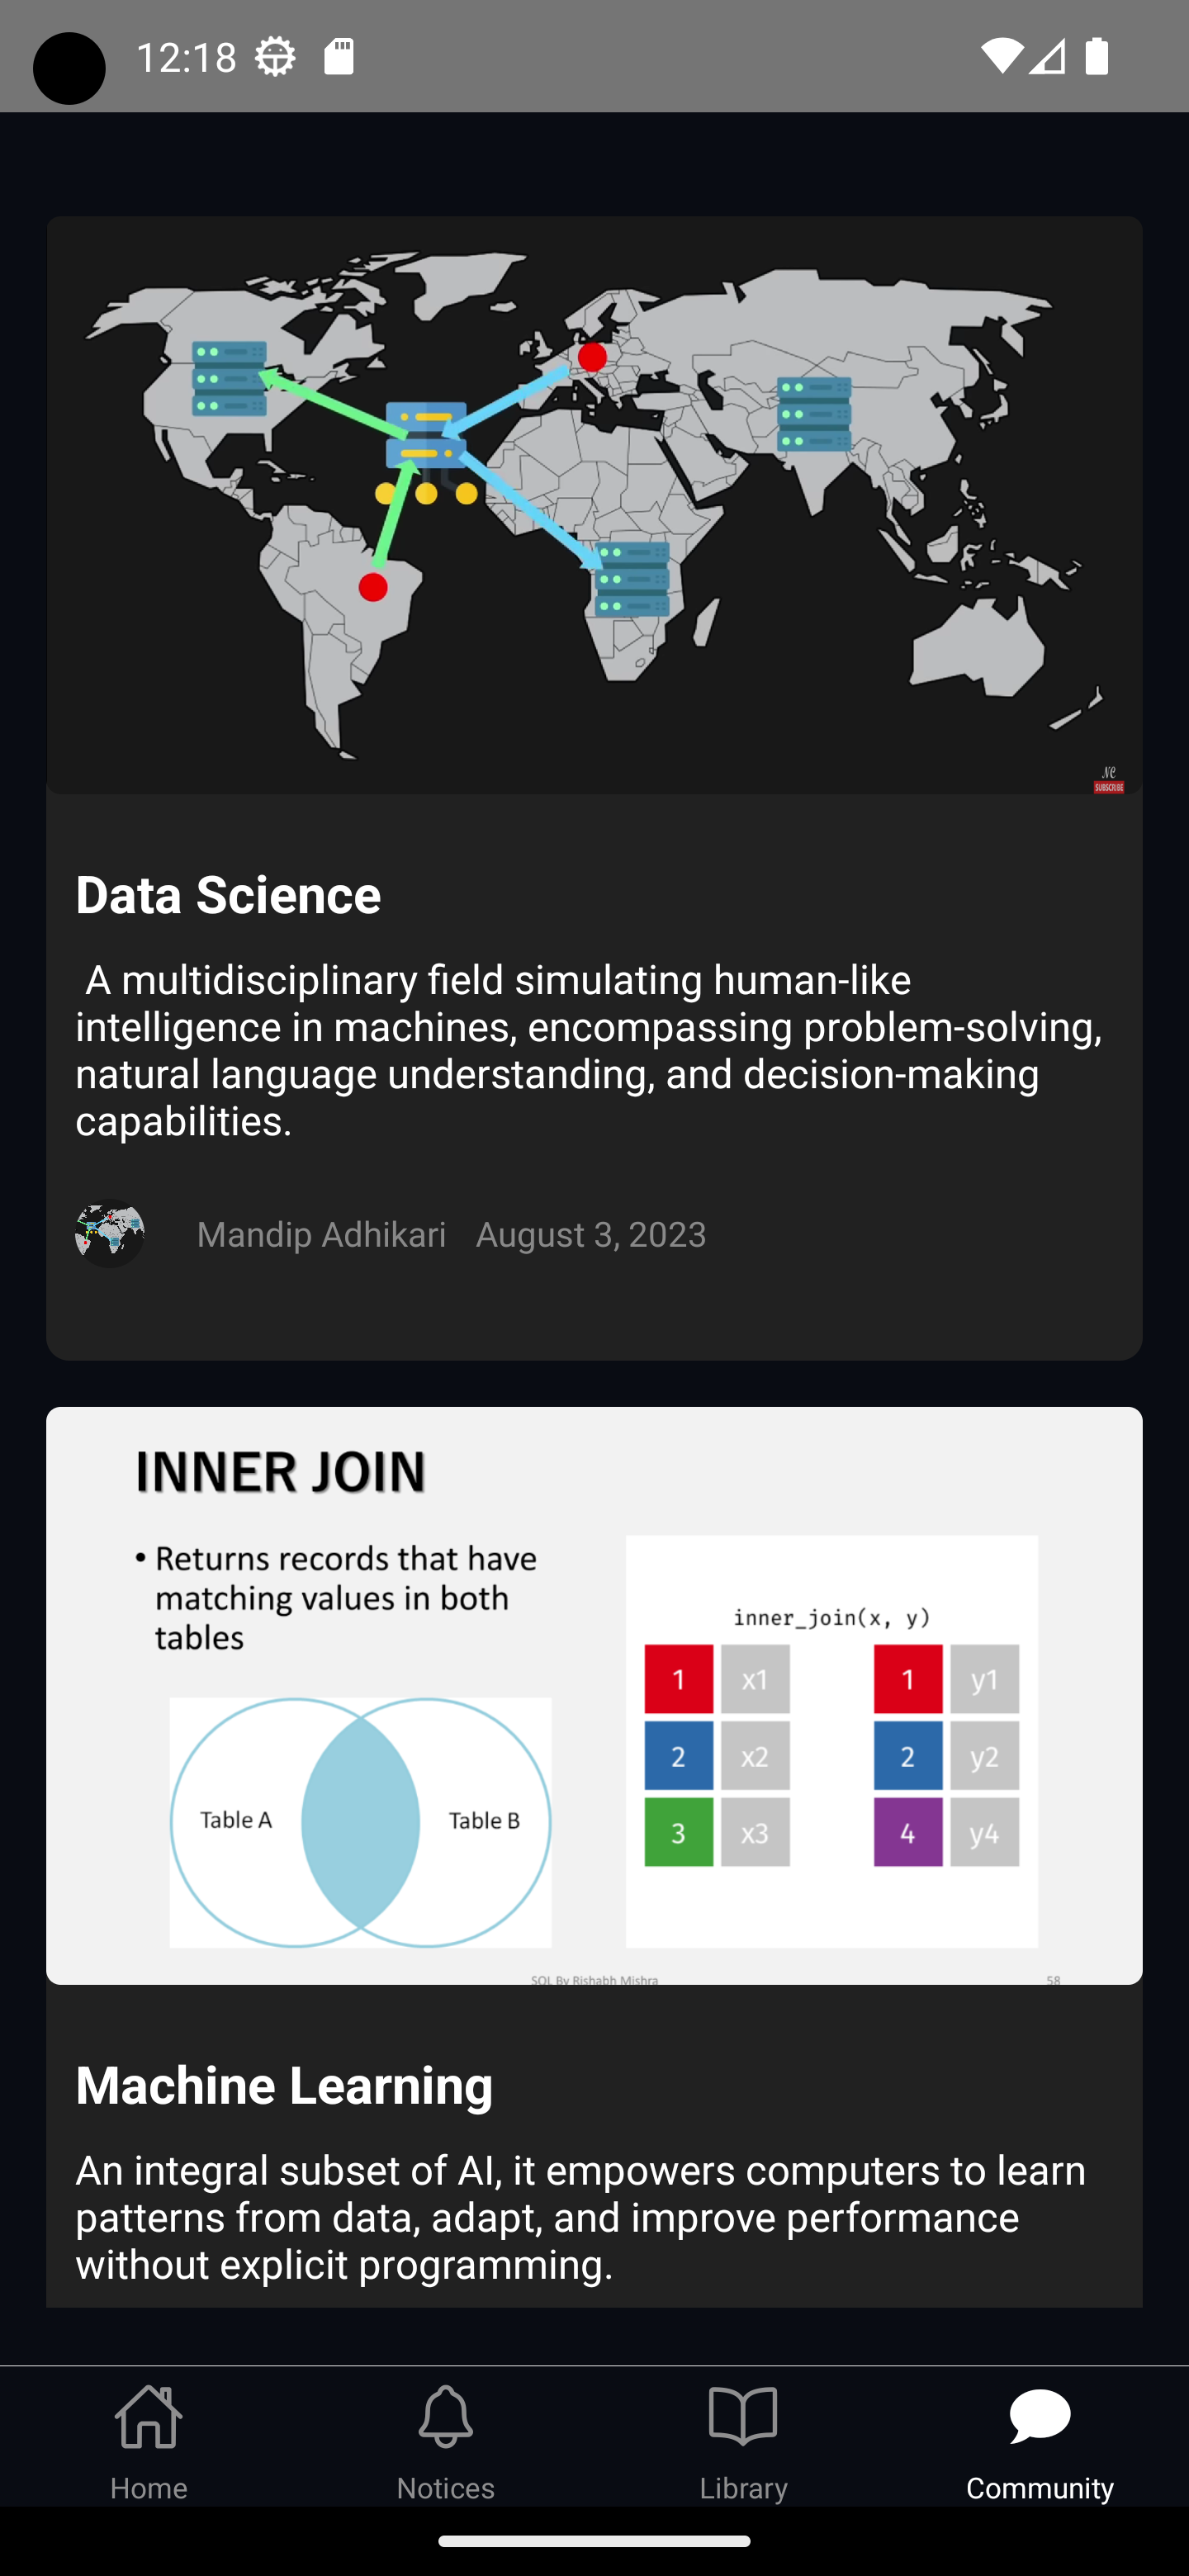 12:18
NC
SUBSCRIBE
Data Science
A multidisciplinary field simulating human-like
intelligence in machines, encompassing problem-solving,
natural language understanding, and decision-making
capabilities.
Mandip Adhikari August 3, 2023
INNER JOIN
• Returns records that have
matching values in both
tables
inner_join(x, y)
1 x1 1 y1
2 x2 2 y2
3 x3 4 y4
Table A Table B
SQL By Rishabh Mishra 58
Machine Learning
An integral subset of AI, it empowers computers to learn
patterns from data, adapt, and improve performance
without explicit programming.
Home Notices Library Community